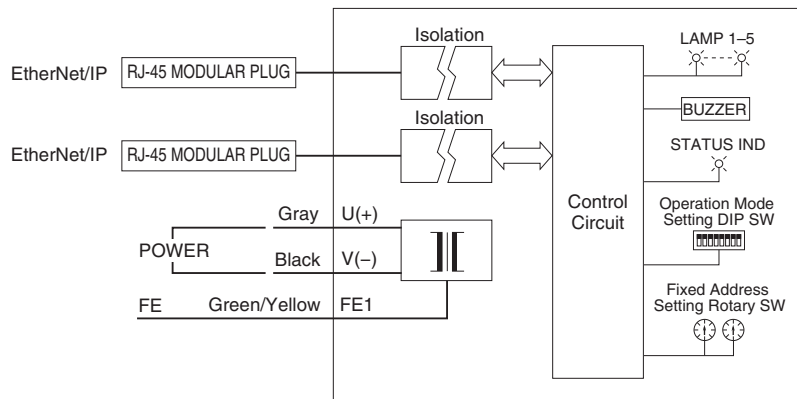 Isolation
LAMP 1–5
EtherNet/IP
RJ-45 MODULAR PLUG
BUZZER
Isolation
STATUS IND
EtherNet/IP
RJ-45 MODULAR PLUG
Control
Circuit
Operation Mode
Setting DIP SW
Gray
U(+)
POWER
Black
V(−)
Fixed Address
Setting Rotary SW
FE
Green/Yellow
FE1